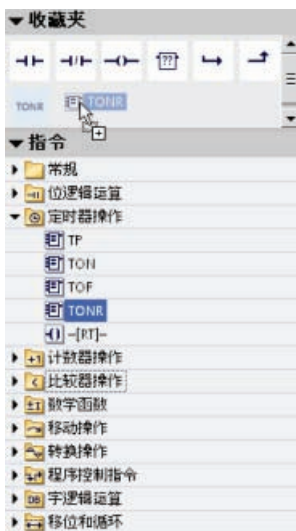 收藏夹
??
TONR TONR
指令
常规
位逻辑运算
定时器操作
TP
TON
TOF
TONR
-[RT]-
+1 计数器操作
比较器操作
±I 数学函数
移动操作
转换操作
程序控制指令
DB 字逻辑运算
移位和循环